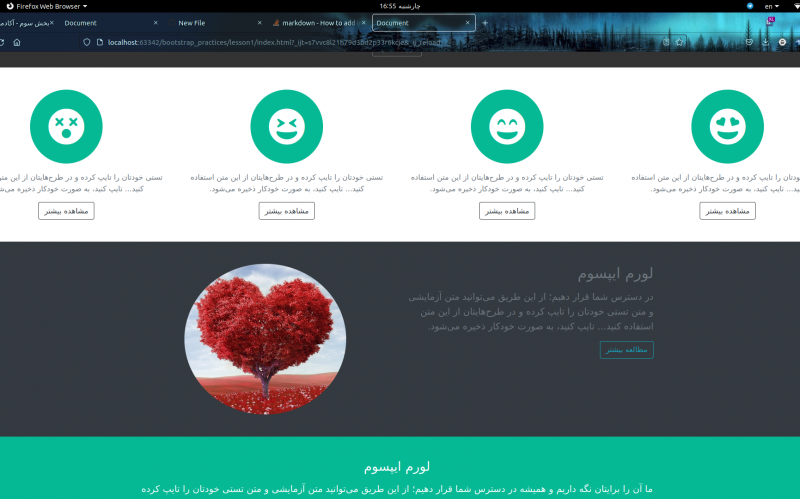 Firefox Web Browser
چارشنبه 16:55
en
بخش سوم - آکادم
Document
New File
markdown - How to add
Document
localhost:63342/bootstrap_practices/lesson1/index.html?_ijt=
تستی خودتان را تایپ کرده و در طرح‌هایتان از این متن
کنید... تایپ کنید، به صورت خودکار ذخیره می‌شود
مشاهده بیشتر
تستی خودتان را تایپ کرده و در طرح‌هایتان از این متن استفاده
کنید... تایپ کنید، به صورت خودکار ذخیره می‌شود.
مشاهده بیشتر
تستی خودتان را تایپ کرده و در طرح‌هایتان از این متن استفاده
کنید... تایپ کنید، به صورت خودکار ذخیره می‌شود.
مشاهده بیشتر
خودتان را تایپ کرده و در طرح‌هایتان از این متن استفاده
تایپ کنید، به صورت خودکار ذخیره می‌شود.
مشاهده بیشتر
لورم ایپسوم
در دسترس شما قرار دهیم؛ از این طریق می‌توانید متن آزمایشی
و متن تستی خودتان را تایپ کرده و در طرح‌هایتان از این متن
استفاده کنید... تایپ کنید، به صورت خودکار ذخیره می‌شود.
مطالعه بیشتر
لورم ایپسوم
ما آن را برایتان نگه داریم و همیشه در دسترس شما قرار دهیم؛ از این طریق می‌توانید متن آزمایشی و متن تستی خودتان را تایپ کرده